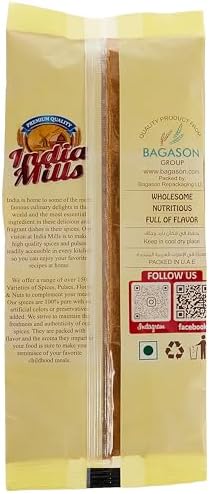 PREMIUM QUALITY
India
Mills
India is home to some of the most
famous culinary delights in the
world and the most essential
ingredient in these delicious and
fragrant dishes is their spices. Our
vision at India Mills is to make
high quality spices and pulses
readily accessible in every kitchen
so you can enjoy your favorite
recipes at home
We offer a range of over 150
Varieties of Spices, Pulses, Flour
& Nuts to complement your meals
Our spices are 100% pure with no
artificial colors or preservatives
added. We strive to maintain the
freshness and authenticity of our
spices. They are packed with
flavor and the aroma they impart to
your food is sure to make you
reminisce of your favorite
childhood meals.
QUALITY PRODUCT FROM
BAGASON
GROUP
www.bagason.com
Packed by
Bagason Repackaging LLC
WHOLESOME
NUTRITIOUS
FULL OF FLAVOR
Keep in cool dry place
PACKED IN U.A.E
FOLLOW US
Instagram
facebook